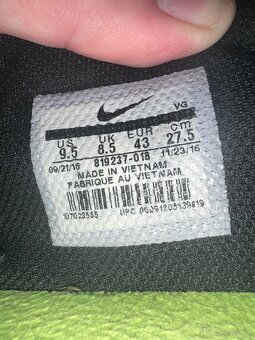 VG
US UK EUR cm
9.5 8.5 43 27.5
09/21/16 819237-018 11/23/16
MADE IN VIETNAM
FABRIQUE AU VIETNAM
UPC